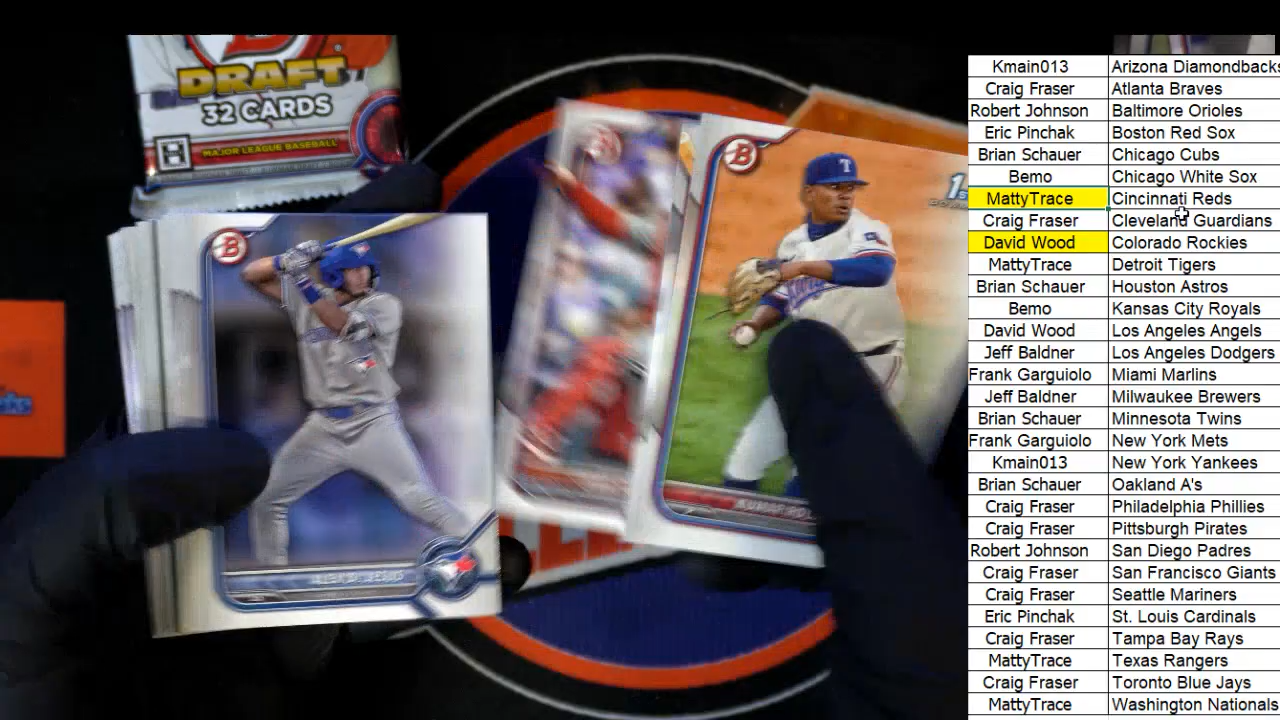 DRAFT
32 CARDS
MAJOR LEAGUE BASEBALL
B
B
T
1st
Kmain013 Arizona Diamondbacks
Craig Fraser Atlanta Braves
Robert Johnson Baltimore Orioles
Eric Pinchak Boston Red Sox
Brian Schauer Chicago Cubs
Bemo Chicago White Sox
MattyTrace Cincinnati Reds
Craig Fraser Cleveland Guardians
David Wood Colorado Rockies
MattyTrace Detroit Tigers
Brian Schauer Houston Astros
Bemo Kansas City Royals
David Wood Los Angeles Angels
Jeff Baldner Los Angeles Dodgers
Frank Garguiolo Miami Marlins
Jeff Baldner Milwaukee Brewers
Brian Schauer Minnesota Twins
Frank Garguiolo New York Mets
Kmain013 New York Yankees
Brian Schauer Oakland A's
Craig Fraser Philadelphia Phillies
Craig Fraser Pittsburgh Pirates
Robert Johnson San Diego Padres
Craig Fraser San Francisco Giants
Craig Fraser Seattle Mariners
Eric Pinchak St. Louis Cardinals
Craig Fraser Tampa Bay Rays
MattyTrace Texas Rangers
Craig Fraser Toronto Blue Jays
MattyTrace Washington Nationals